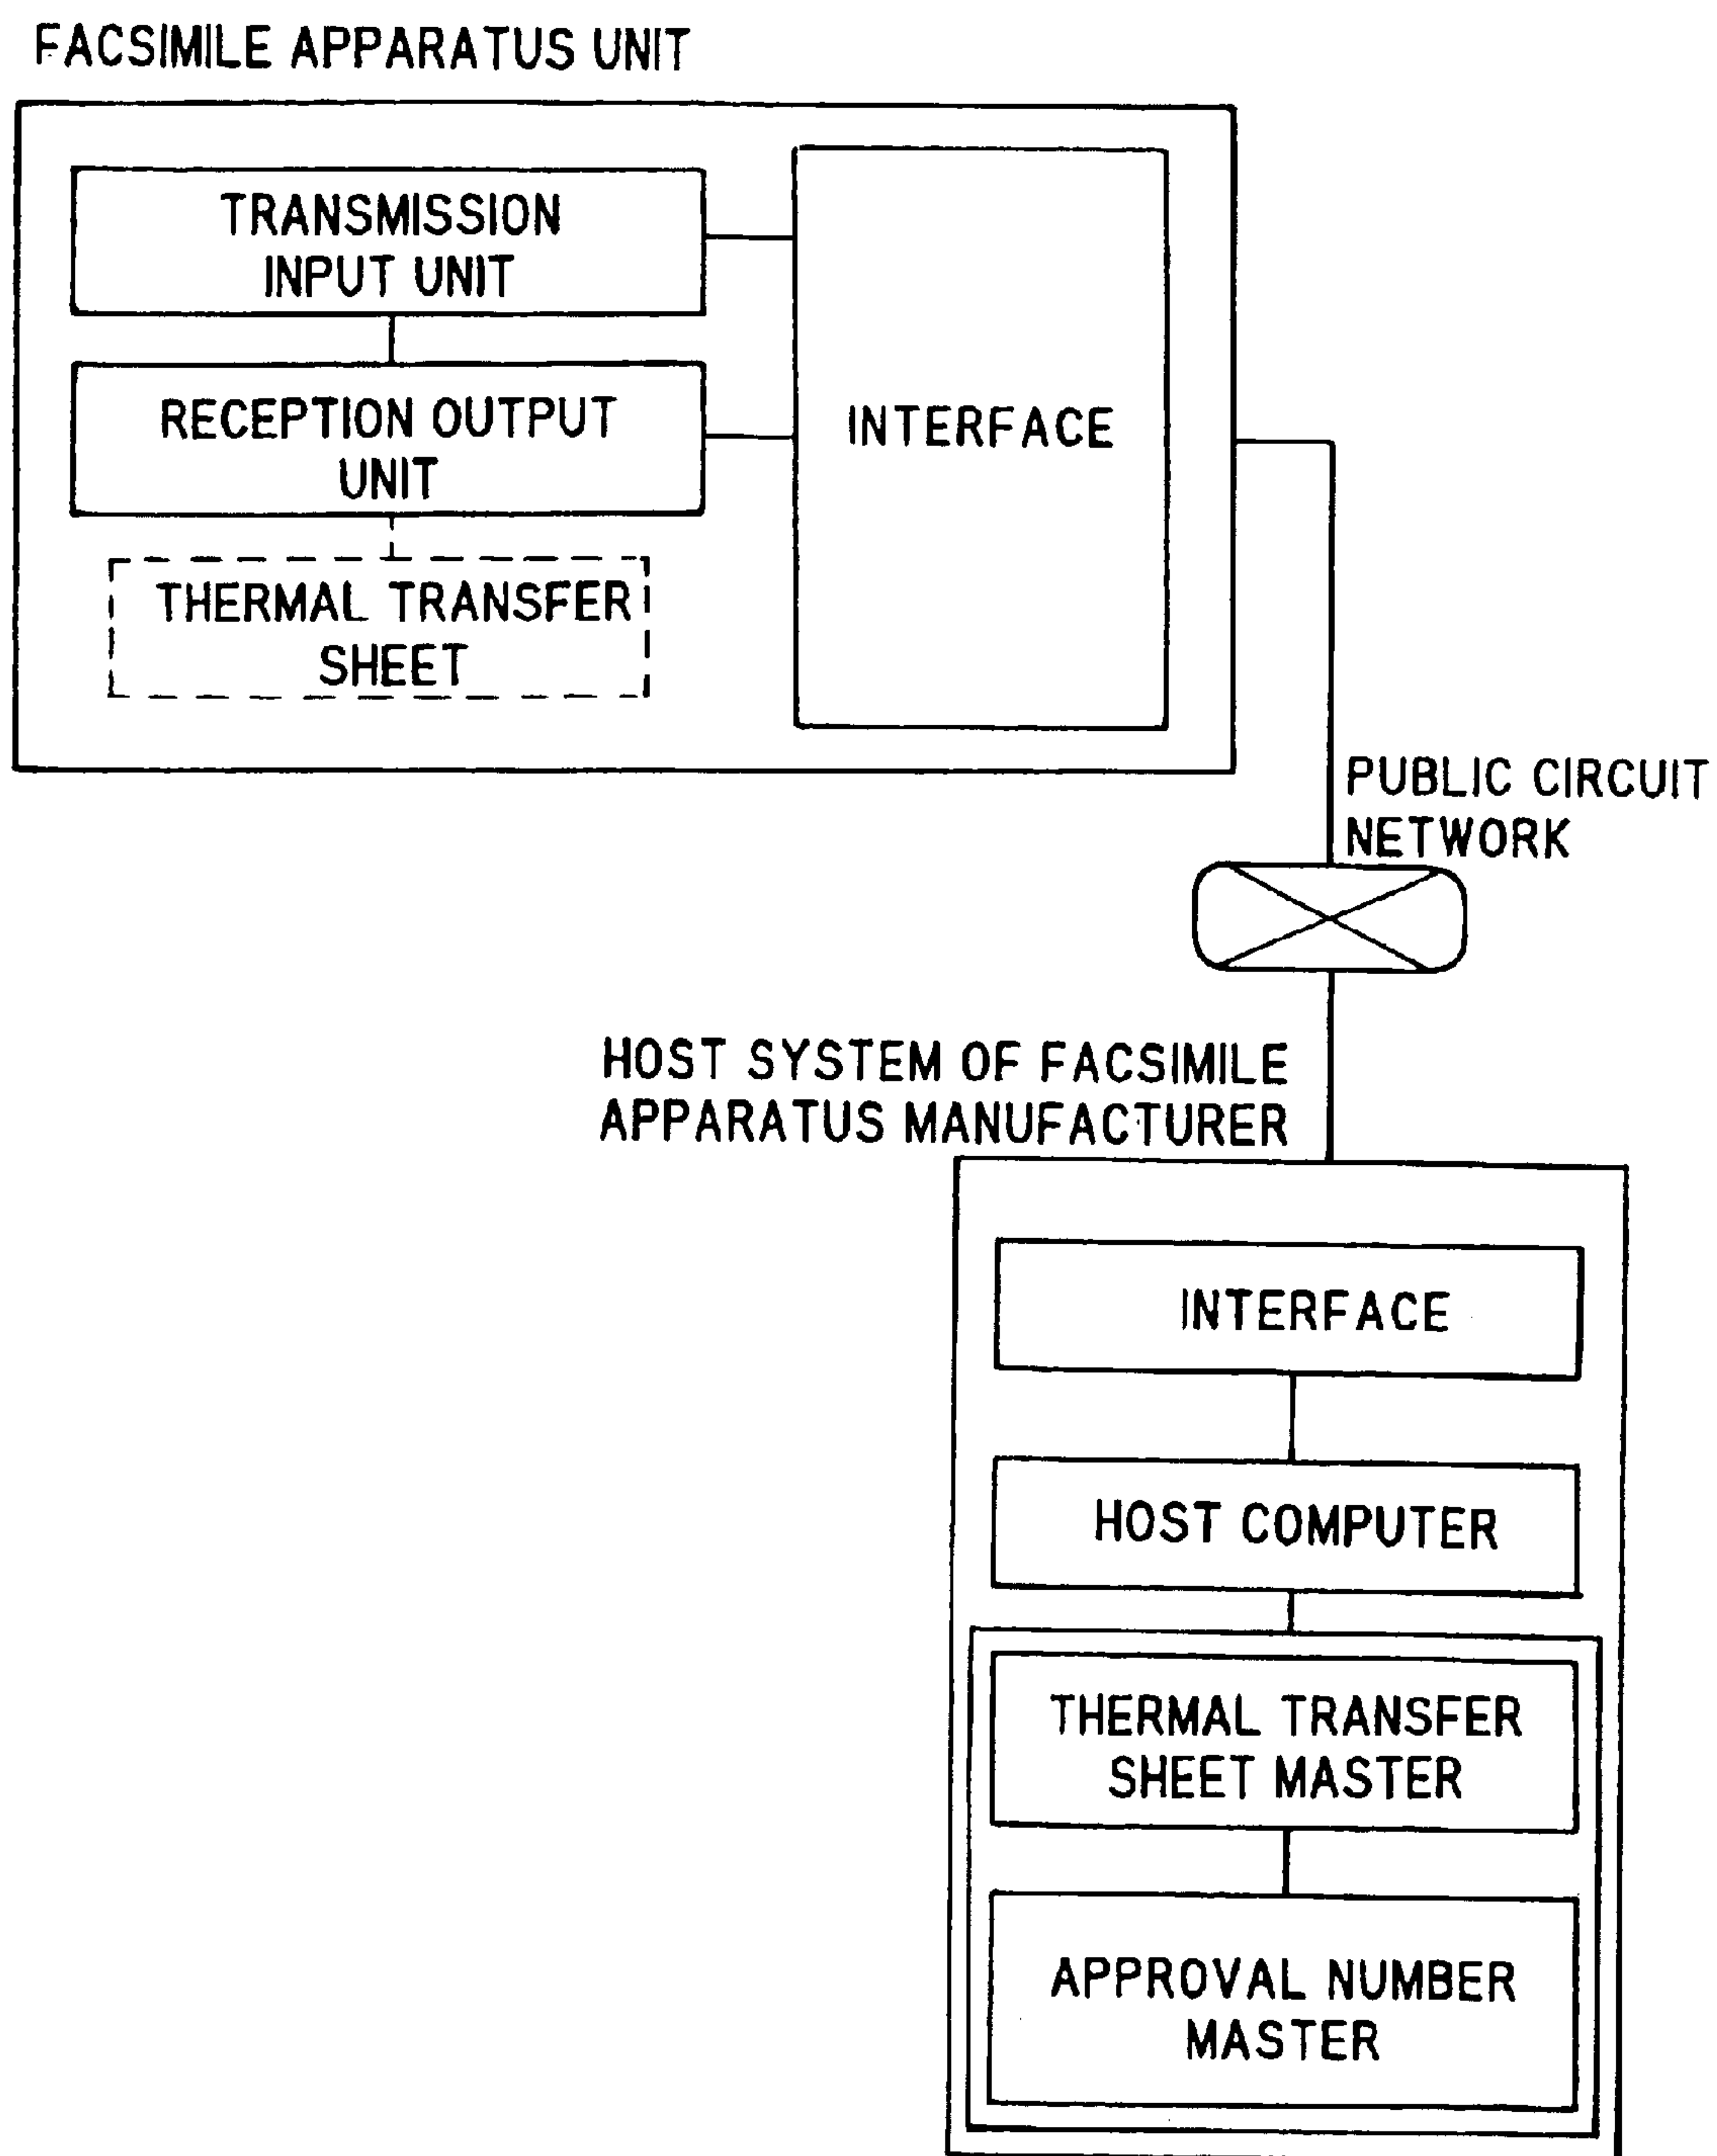 FACSIMILE APPARATUS UNIT
TRANSMISSION
INPUT UNIT
RECEPTION OUTPUT
UNIT
INTERFACE
THERMAL TRANSFER
SHEET
PUBLIC CIRCUIT
NETWORK
HOST SYSTEM OF FACSIMILE
APPARATUS MANUFACTURER
INTERFACE
HOST COMPUTER
THERMAL TRANSFER
SHEET MASTER
APPROVAL NUMBER
MASTER